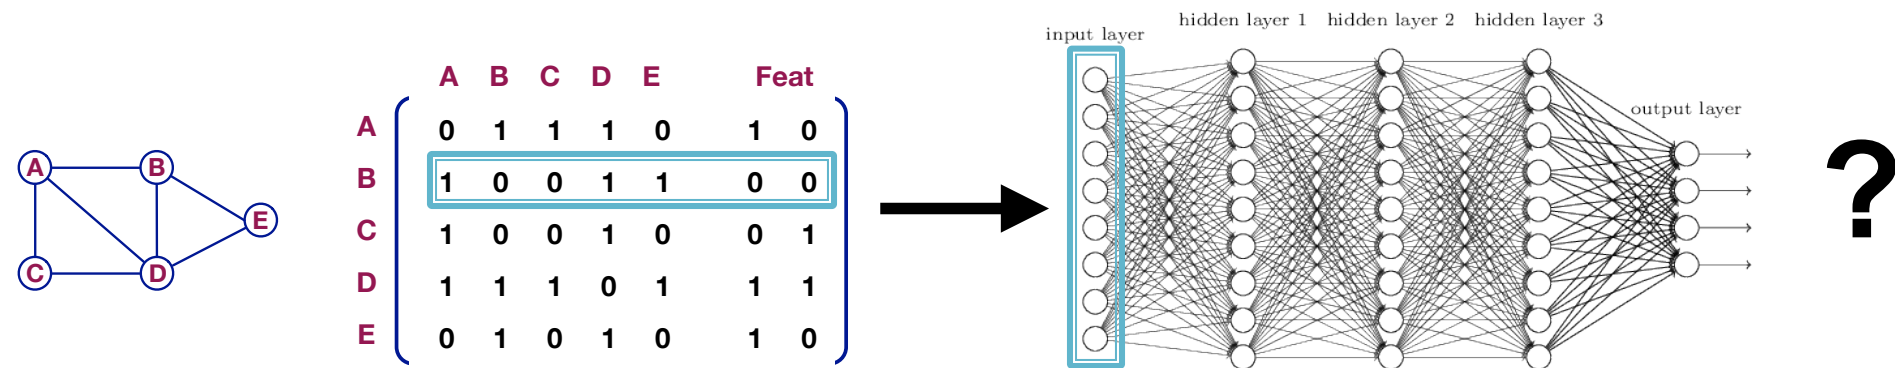 A B
E
C D
A B C D E Feat
A 0 1 1 1 0 1 0
B 1 0 0 1 1 0 0
C 1 0 0 1 0 0 1
D 1 1 1 0 1 1 1
E 0 1 0 1 0 1 0
input layer
hidden layer 1 hidden layer 2 hidden layer 3
output layer
?